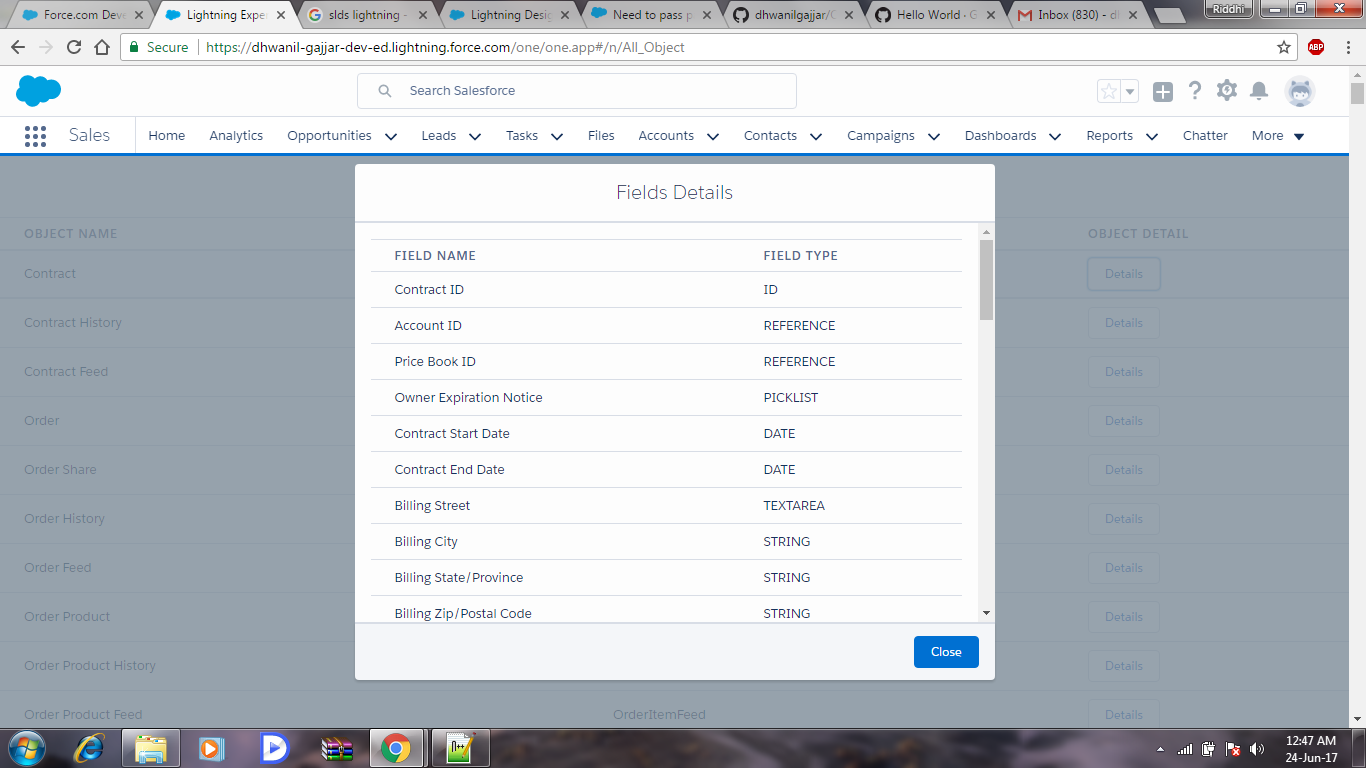 Force.com Deve
Lightning Expe
slds lightning -
Lightning Desig
Need to pass p
dhwanilgajjar/
Hello World · G
Inbox (830) - di
Riddhi
Secure
https://dhwanil-gajjar-dev-ed.lightning.force.com/one/one.app#/n/All_Object
ABP
Search Salesforce
Sales
Home Analytics Opportunities Leads Tasks Files Accounts Contacts Campaigns Dashboards Reports Chatter More
Fields Details
OBJECT NAME OBJECT DETAIL
FIELD NAME FIELD TYPE
Contract Details
Contract ID ID
Contract History Details
Account ID REFERENCE
Price Book ID REFERENCE
Contract Feed Details
Owner Expiration Notice PICKLIST
Order Details
Contract Start Date DATE
Order Share Details
Contract End Date DATE
Billing Street TEXTAREA
Order History Details
Billing City STRING
Order Feed Details
Billing State/Province STRING
Billing Zip/Postal Code STRING
Order Product Details
Close
Order Product History Details
Order Product Feed OrderItemFeed Details
12:47 AM
24-Jun-17